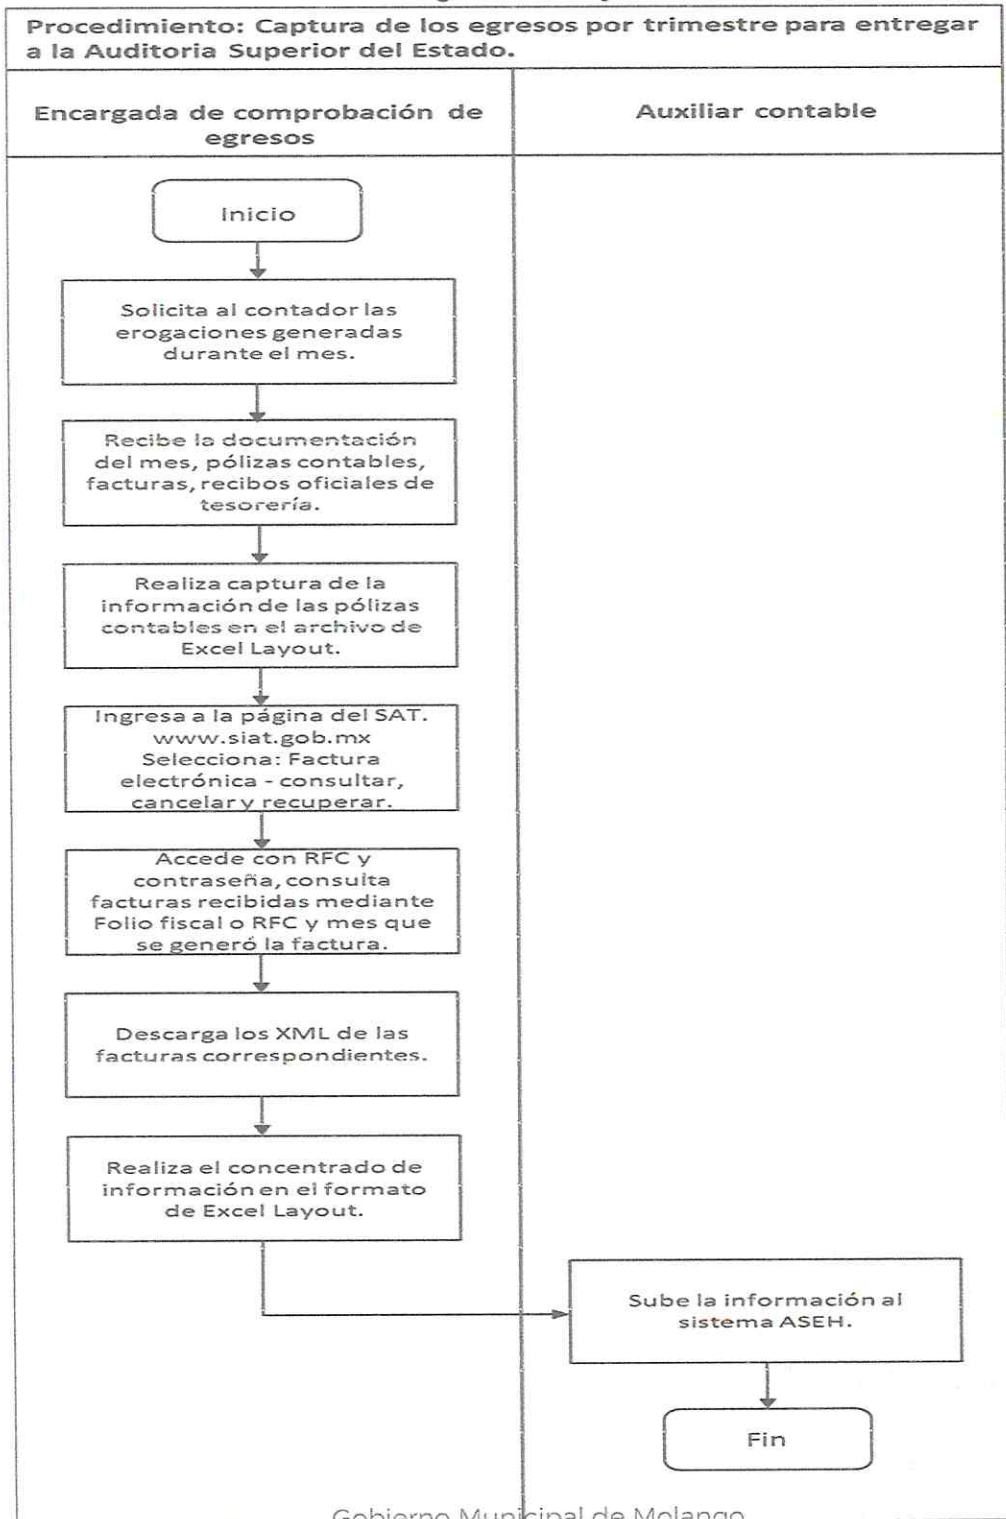 Procedimiento: Captura de los egresos por trimestre para entregar
a la Auditoria Superior del Estado.
Encargada de comprobación de
egresos
Auxiliar contable
Inicio
Solicita al contador las
erogaciones generadas
durante el mes.
Recibe la documentación
del mes, pólizas contables,
facturas, recibos oficiales de
tesorería.
Realiza captura de la
información de las pólizas
contables en el archivo de
Excel Layout.
Ingresa a la página del SAT.
www.siat.gob.mx
Selecciona: Factura
electrónica - consultar,
cancelar y recuperar.
Accede con RFC y
contraseña, consulta
facturas recibidas mediante
Folio fiscal o RFC y mes que
se generó la factura.
Descarga los XML de las
facturas correspondientes.
Realiza el concentrado de
información en el formato
de Excel Layout.
Sube la información al
sistema ASEH.
Fin
Gobierno Municipal de Molango